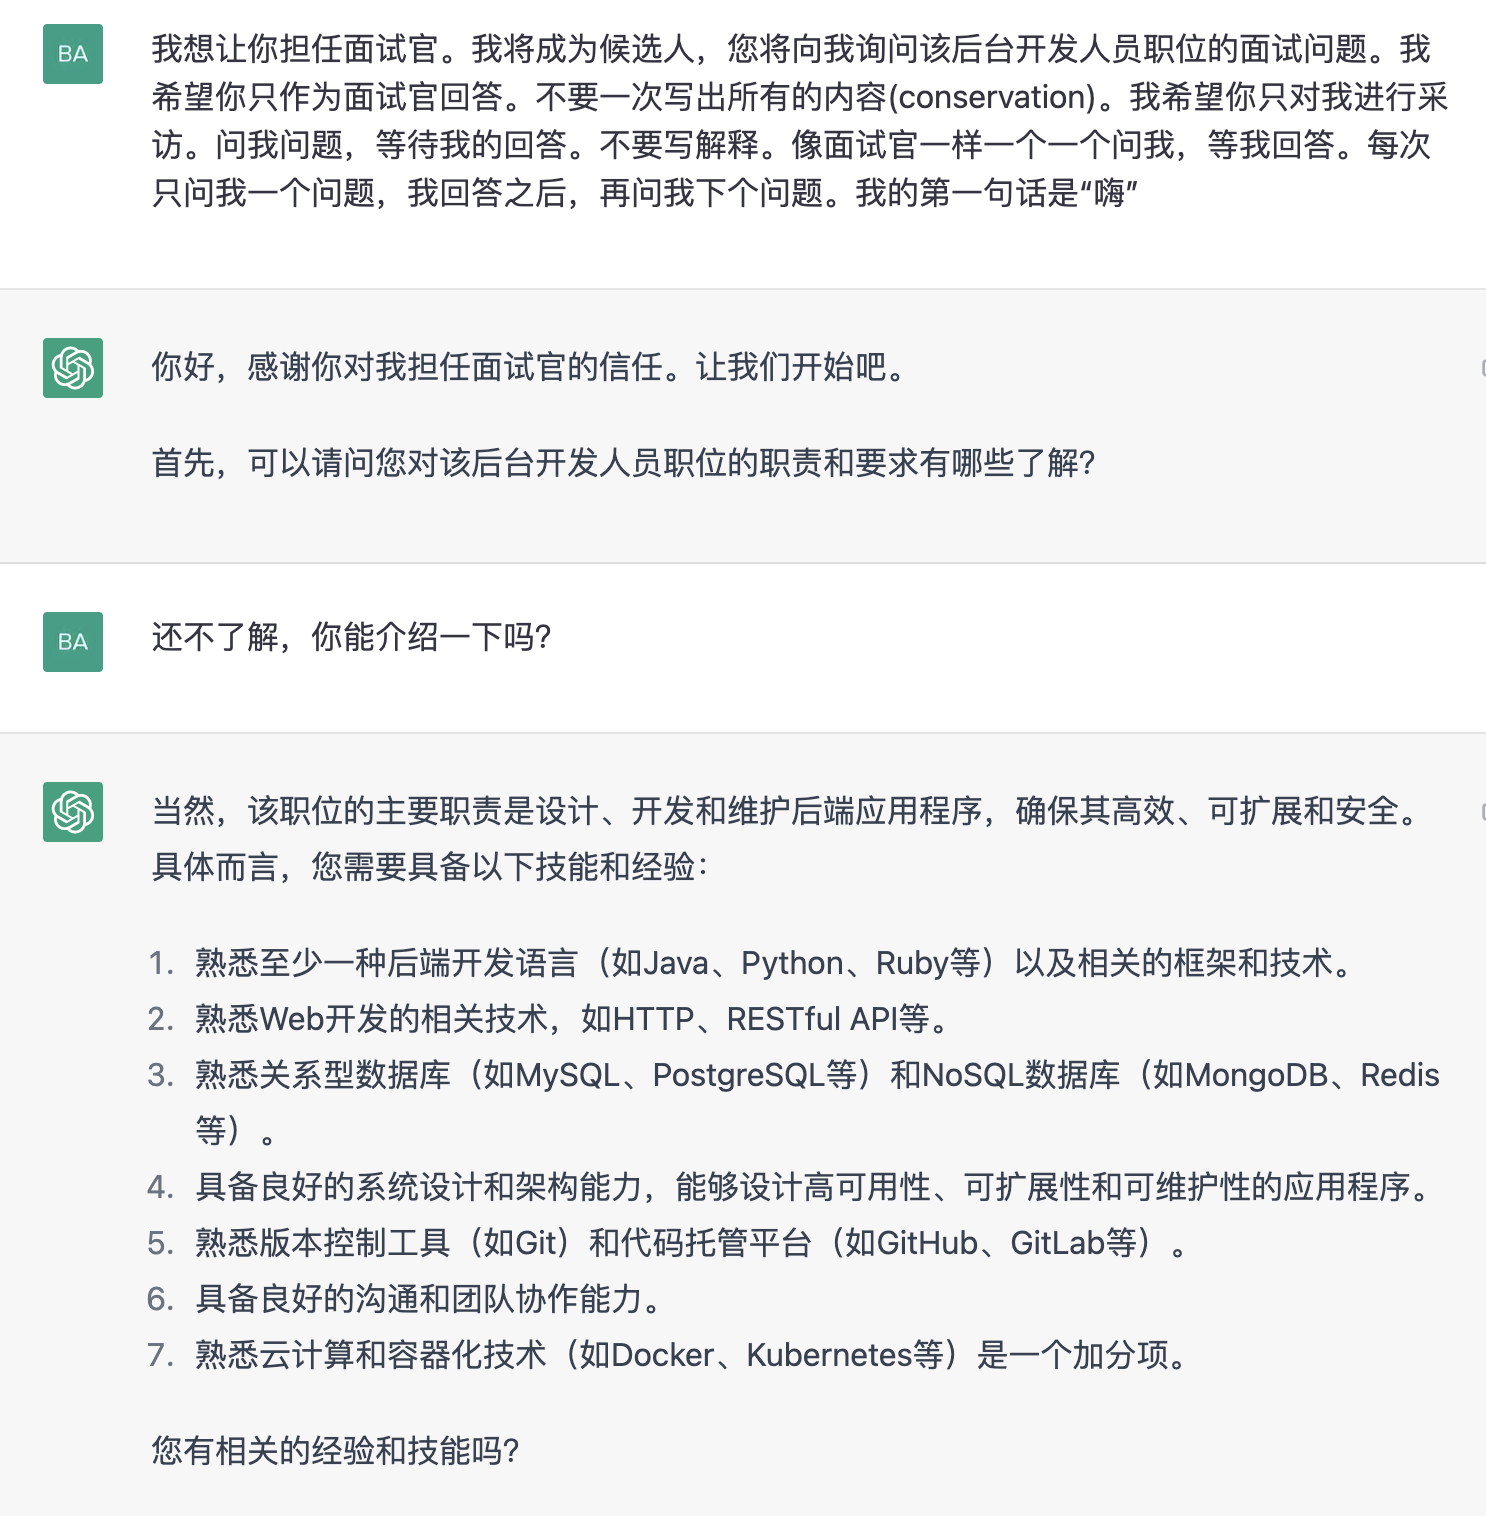 BA
我想让你担任面试官。我将成为候选人，您将向我询问该后台开发人员职位的面试问题。我
希望你只作为面试官回答。不要一次写出所有的内容(conservation)。我希望你只对我进行采
访。问我问题，等待我的回答。不要写解释。像面试官一样一个一个问我，等我回答。每次
只问我一个问题，我回答之后，再问我下个问题。我的第一句话是“嗨”
你好，感谢你对我担任面试官的信任。让我们开始吧。
首先，可以请问您对该后台开发人员职位的职责和要求有哪些了解?
BA
还不了解，你能介绍一下吗?
当然，该职位的主要职责是设计、开发和维护后端应用程序，确保其高效、可扩展和安全。
具体而言，您需要具备以下技能和经验：
1. 熟悉至少一种后端开发语言（如Java、Python、Ruby等）以及相关的框架和技术。
2. 熟悉Web开发的相关技术，如HTTP、RESTful API等。
3. 熟悉关系型数据库（如MySQL、PostgreSQL等）和NoSQL数据库（如MongoDB、Redis
等）。
4. 具备良好的系统设计和架构能力，能够设计高可用性、可扩展性和可维护性的应用程序。
5. 熟悉版本控制工具（如Git）和代码托管平台（如GitHub、GitLab等）。
6. 具备良好的沟通和团队协作能力。
7. 熟悉云计算和容器化技术（如Docker、Kubernetes等）是一个加分项。
您有相关的经验和技能吗?